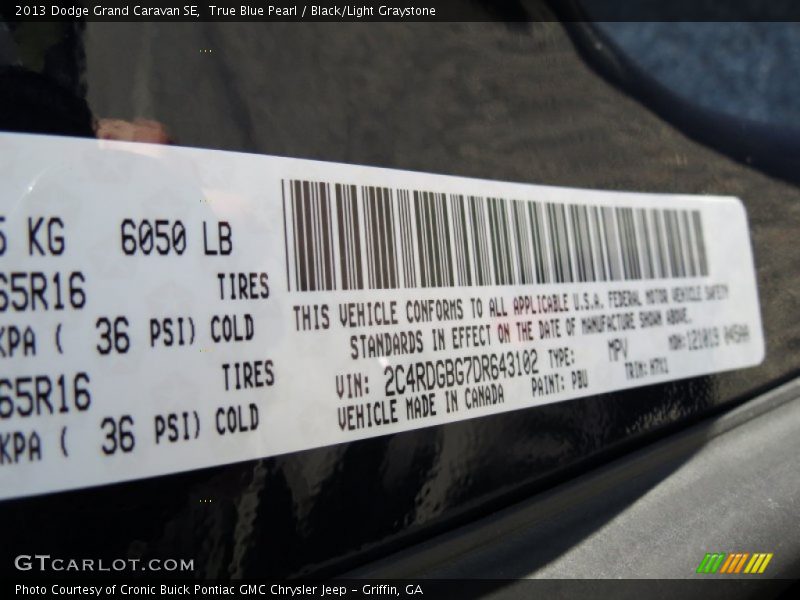 2013 Dodge Grand Caravan SE,  True Blue Pearl / Black/Light Graystone
5 KG 6050 LB
65R16 TIRES
KPA ( 36 PSI) COLD
65R16 TIRES
KPA ( 36 PSI) COLD
THIS VEHICLE CONFORMS TO ALL APPLICABLE U.S.A. FEDERAL MOTOR VEHICLE SAFETY
STANDARDS IN EFFECT ON THE DATE OF MANUFACTURE SHOWN ABOVE.
VIN: 2C4RDGBG7DR643102 TYPE: MPV
VEHICLE MADE IN CANADA PAINT: PBU TRIM:
GTCARLOT.COM
Photo Courtesy of Cronic Buick Pontiac GMC Chrysler Jeep - Griffin, GA